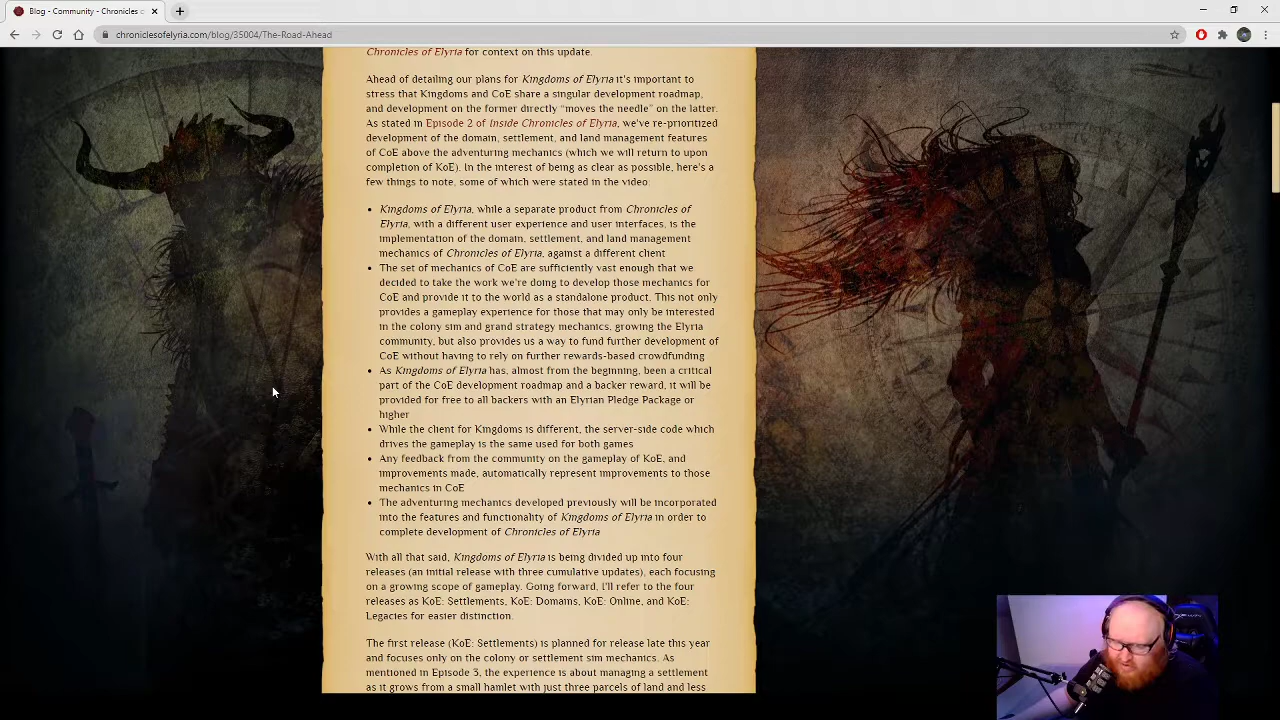 Blog - Community - Chronicles o
chroniclesofelyria.com/blog/35004/The-Road-Ahead
Chronicles of Elyria for context on this update.
Ahead of detailing our plans for Kingdoms of Elyria it's important to
stress that Kingdoms and CoE share a singular development roadmap,
and development on the former directly “moves the needle” on the latter.
As stated in Episode 2 of Inside Chronicles of Elyria, we've re-prioritized
development of the domain, settlement, and land management features
of CoE above the adventuring mechanics (which we will return to upon
completion of KoE). In the interest of being as clear as possible, here's a
few things to note, some of which were stated in the video.
• Kingdoms of Elyria, while a separate product from Chronicles of
Elyria, with a different user experience and user interfaces, is the
implementation of the domain, settlement, and land management
mechanics of Chronicles of Elyria, against a different client
• The set of mechanics of CoE are sufficiently vast enough that we
decided to take the work we're doing to develop those mechanics for
CoE and provide it to the world as a standalone product. This not only
provides a gameplay experience for those that may only be interested
in the colony sim and grand strategy mechanics, growing the Elyria
community, but also provides us a way to fund further development of
CoE without having to rely on further rewards-based crowdfunding
• As Kingdoms of Elyria has, almost from the beginning, been a critical
part of the CoE development roadmap and a backer reward, it will be
provided for free to all backers with an Elyrian Pledge Package or
higher
• While the client for Kingdoms is different, the server-side code which
drives the gameplay is the same used for both games
• Any feedback from the community on the gameplay of KoE, and
improvements made, automatically represent improvements to those
mechanics in CoE
• The adventuring mechanics developed previously will be incorporated
into the features and functionality of Kingdoms of Elyria in order to
complete development of Chronicles of Elyria
With all that said, Kingdoms of Elyria is being divided up into four
releases (an initial release with three cumulative updates), each focusing
on a growing scope of gameplay. Going forward, I'll refer to the four
releases as KoE: Settlements, KoE: Domains, KoE: Online, and KoE:
Legacies for easier distinction.
The first release (KoE: Settlements) is planned for release late this year
and focuses only on the colony or settlement sim mechanics. As
mentioned in Episode 3, the experience is about managing a settlement
as it grows from a small hamlet with just three parcels of land and less